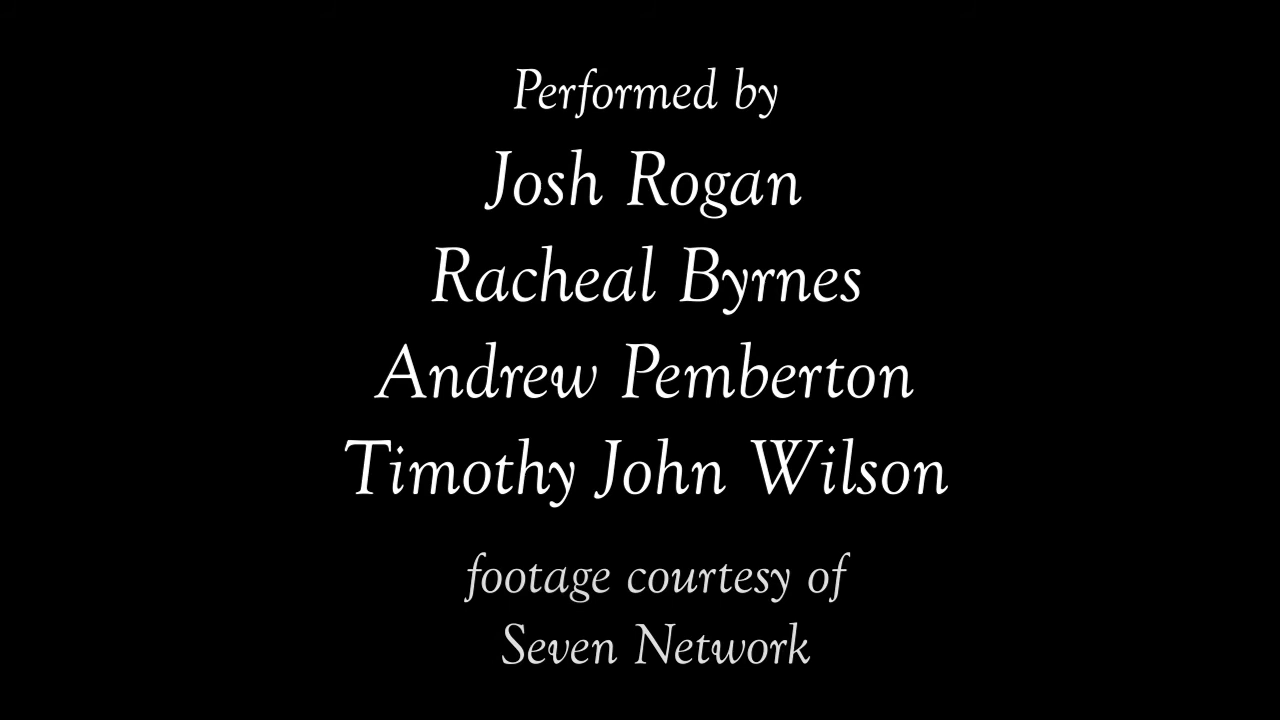 Performed by
Josh Rogan
Racheal Byrnes
Andrew Pemberton
Timothy John Wilson
footage courtesy of
Seven Network